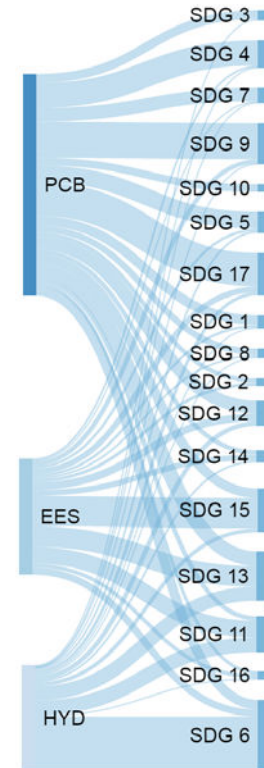 SDG 3
SDG 4
SDG 7
SDG 9
PCB
SDG 10
SDG 5
SDG 17
SDG 1
SDG 8
SDG 2
SDG 12
SDG 14
EES
SDG 15
SDG 13
SDG 11
SDG 16
HYD
SDG 6